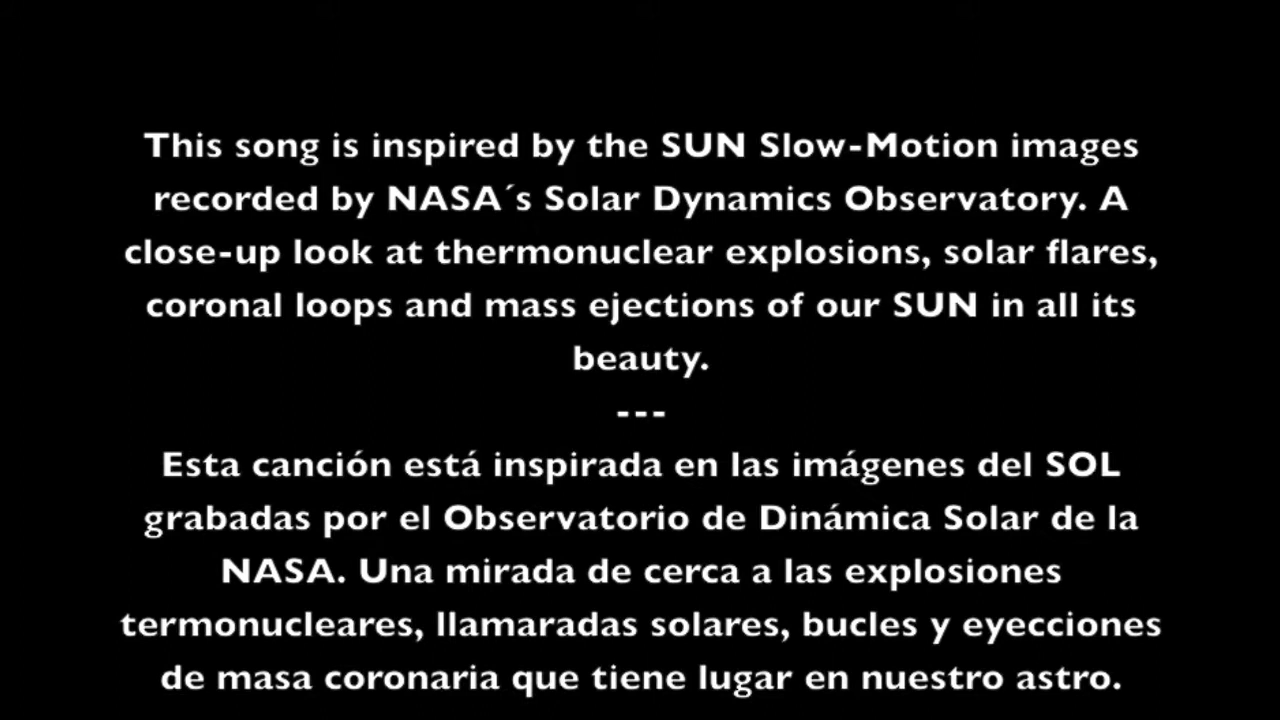 This song is inspired by the SUN Slow-Motion images
recorded by NASA´s Solar Dynamics Observatory. A
close-up look at thermonuclear explosions, solar flares,
coronal loops and mass ejections of our SUN in all its
beauty.
---
Esta canción está inspirada en las imágenes del SOL
grabadas por el Observatorio de Dinámica Solar de la
NASA. Una mirada de cerca a las explosiones
termonucleares, llamaradas solares, bucles y eyecciones
de masa coronaria que tiene lugar en nuestro astro.